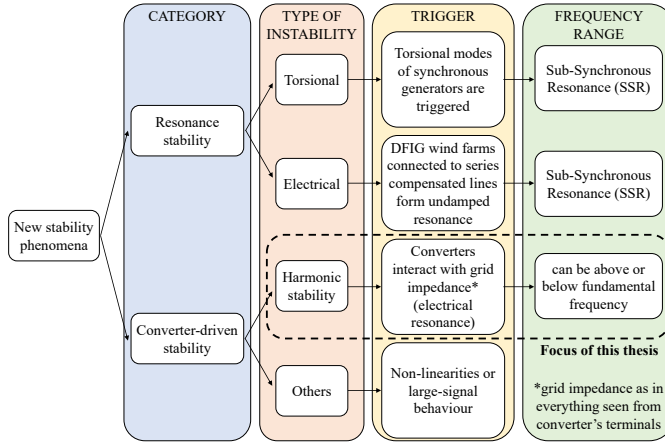 CATEGORY
TYPE OF
INSTABILITY
TRIGGER
FREQUENCY
RANGE
New stability
phenomena
Resonance
stability
Torsional
Torsional modes
of synchronous
generators are
triggered
Sub-Synchronous
Resonance (SSR)
Electrical
DFIG wind farms
connected to series
compensated lines
form undamped
resonance
Sub-Synchronous
Resonance (SSR)
Converter-driven
stability
Harmonic
stability
Converters
interact with grid
impedance*
(electrical
resonance)
can be above or
below fundamental
frequency
Others
Non-linearities or
large-signal
behaviour
Focus of this thesis
*grid impedance as in
everything seen from
converter's terminals